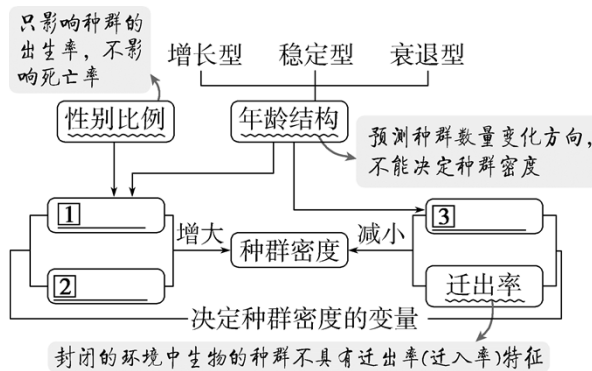 只影响种群的
出生率，不影
响死亡率
增长型 稳定型 衰退型
性别比例 年龄结构
预测种群数量变化方向，
不能决定种群密度
1 3
增大 种群密度 减小
2 迁出率
决定种群密度的变量
封闭的环境中生物的种群不具有迁出率(迁入率)特征